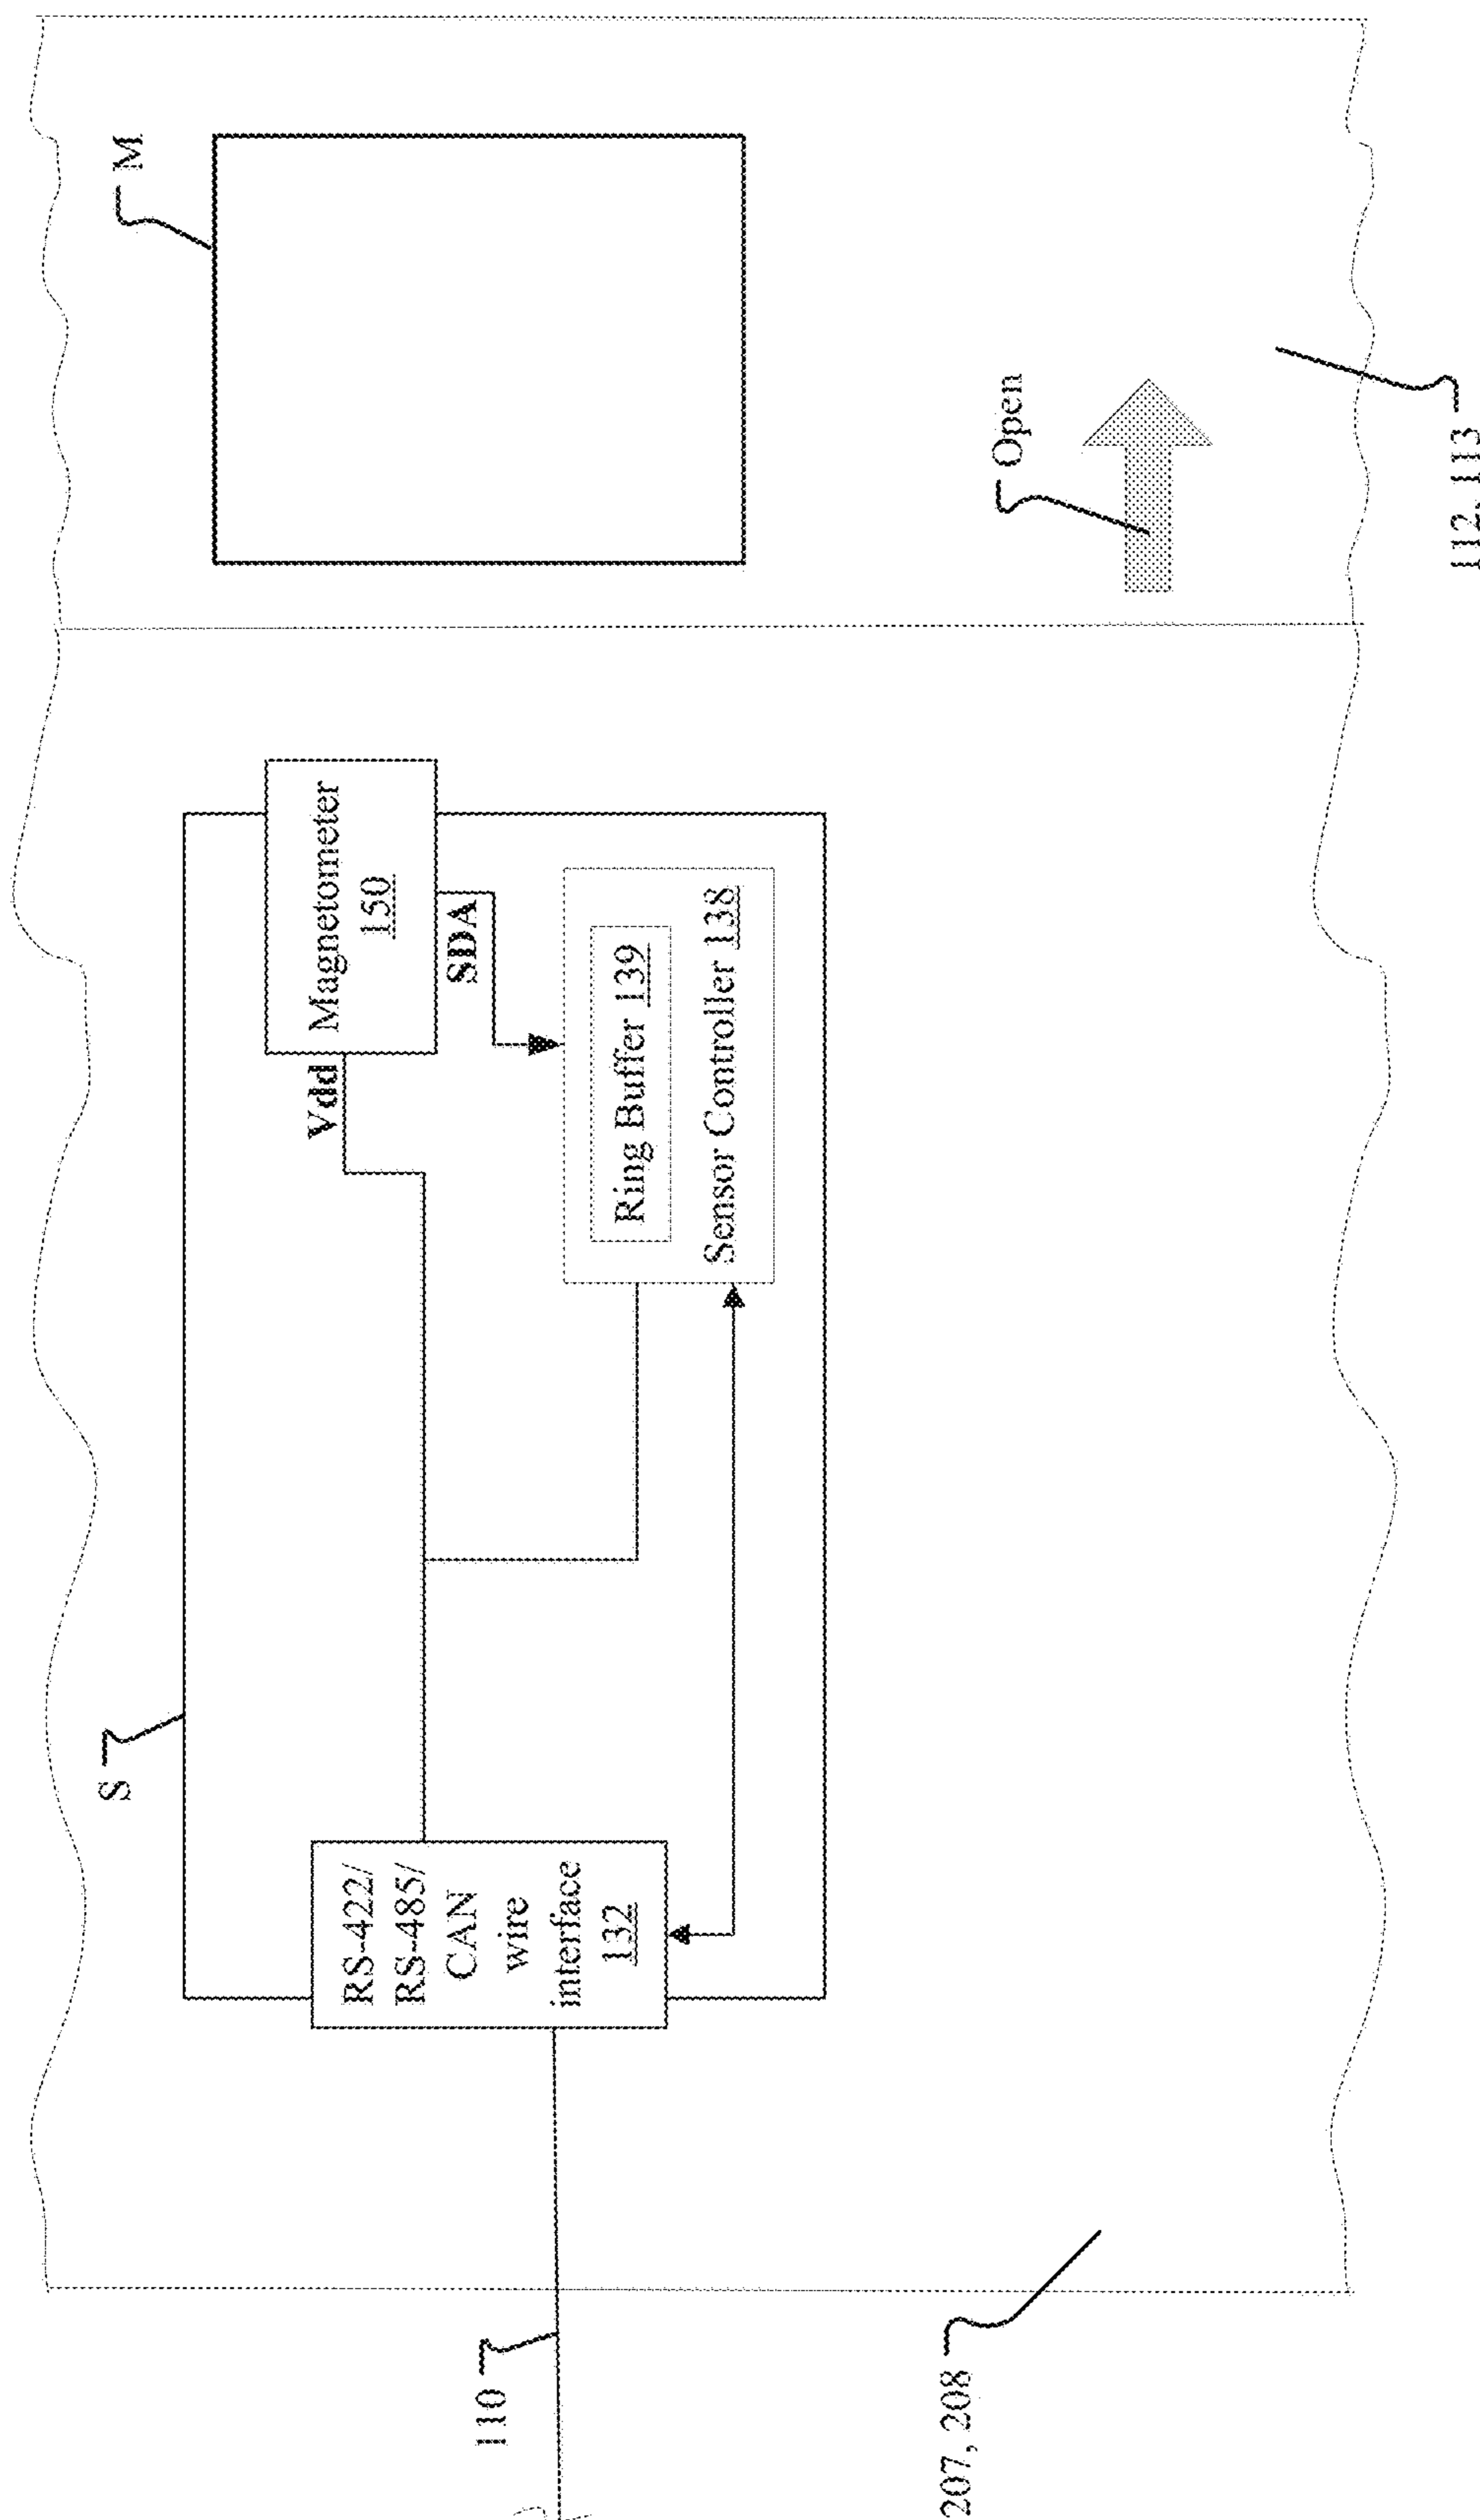 S
M
RS-422/
RS-485/
CAN
wire
interface
132
Vdd
Magnetometer
150
SDA
Ring Buffer 139
Sensor Controller 138
110
Open
207, 208
112, 113